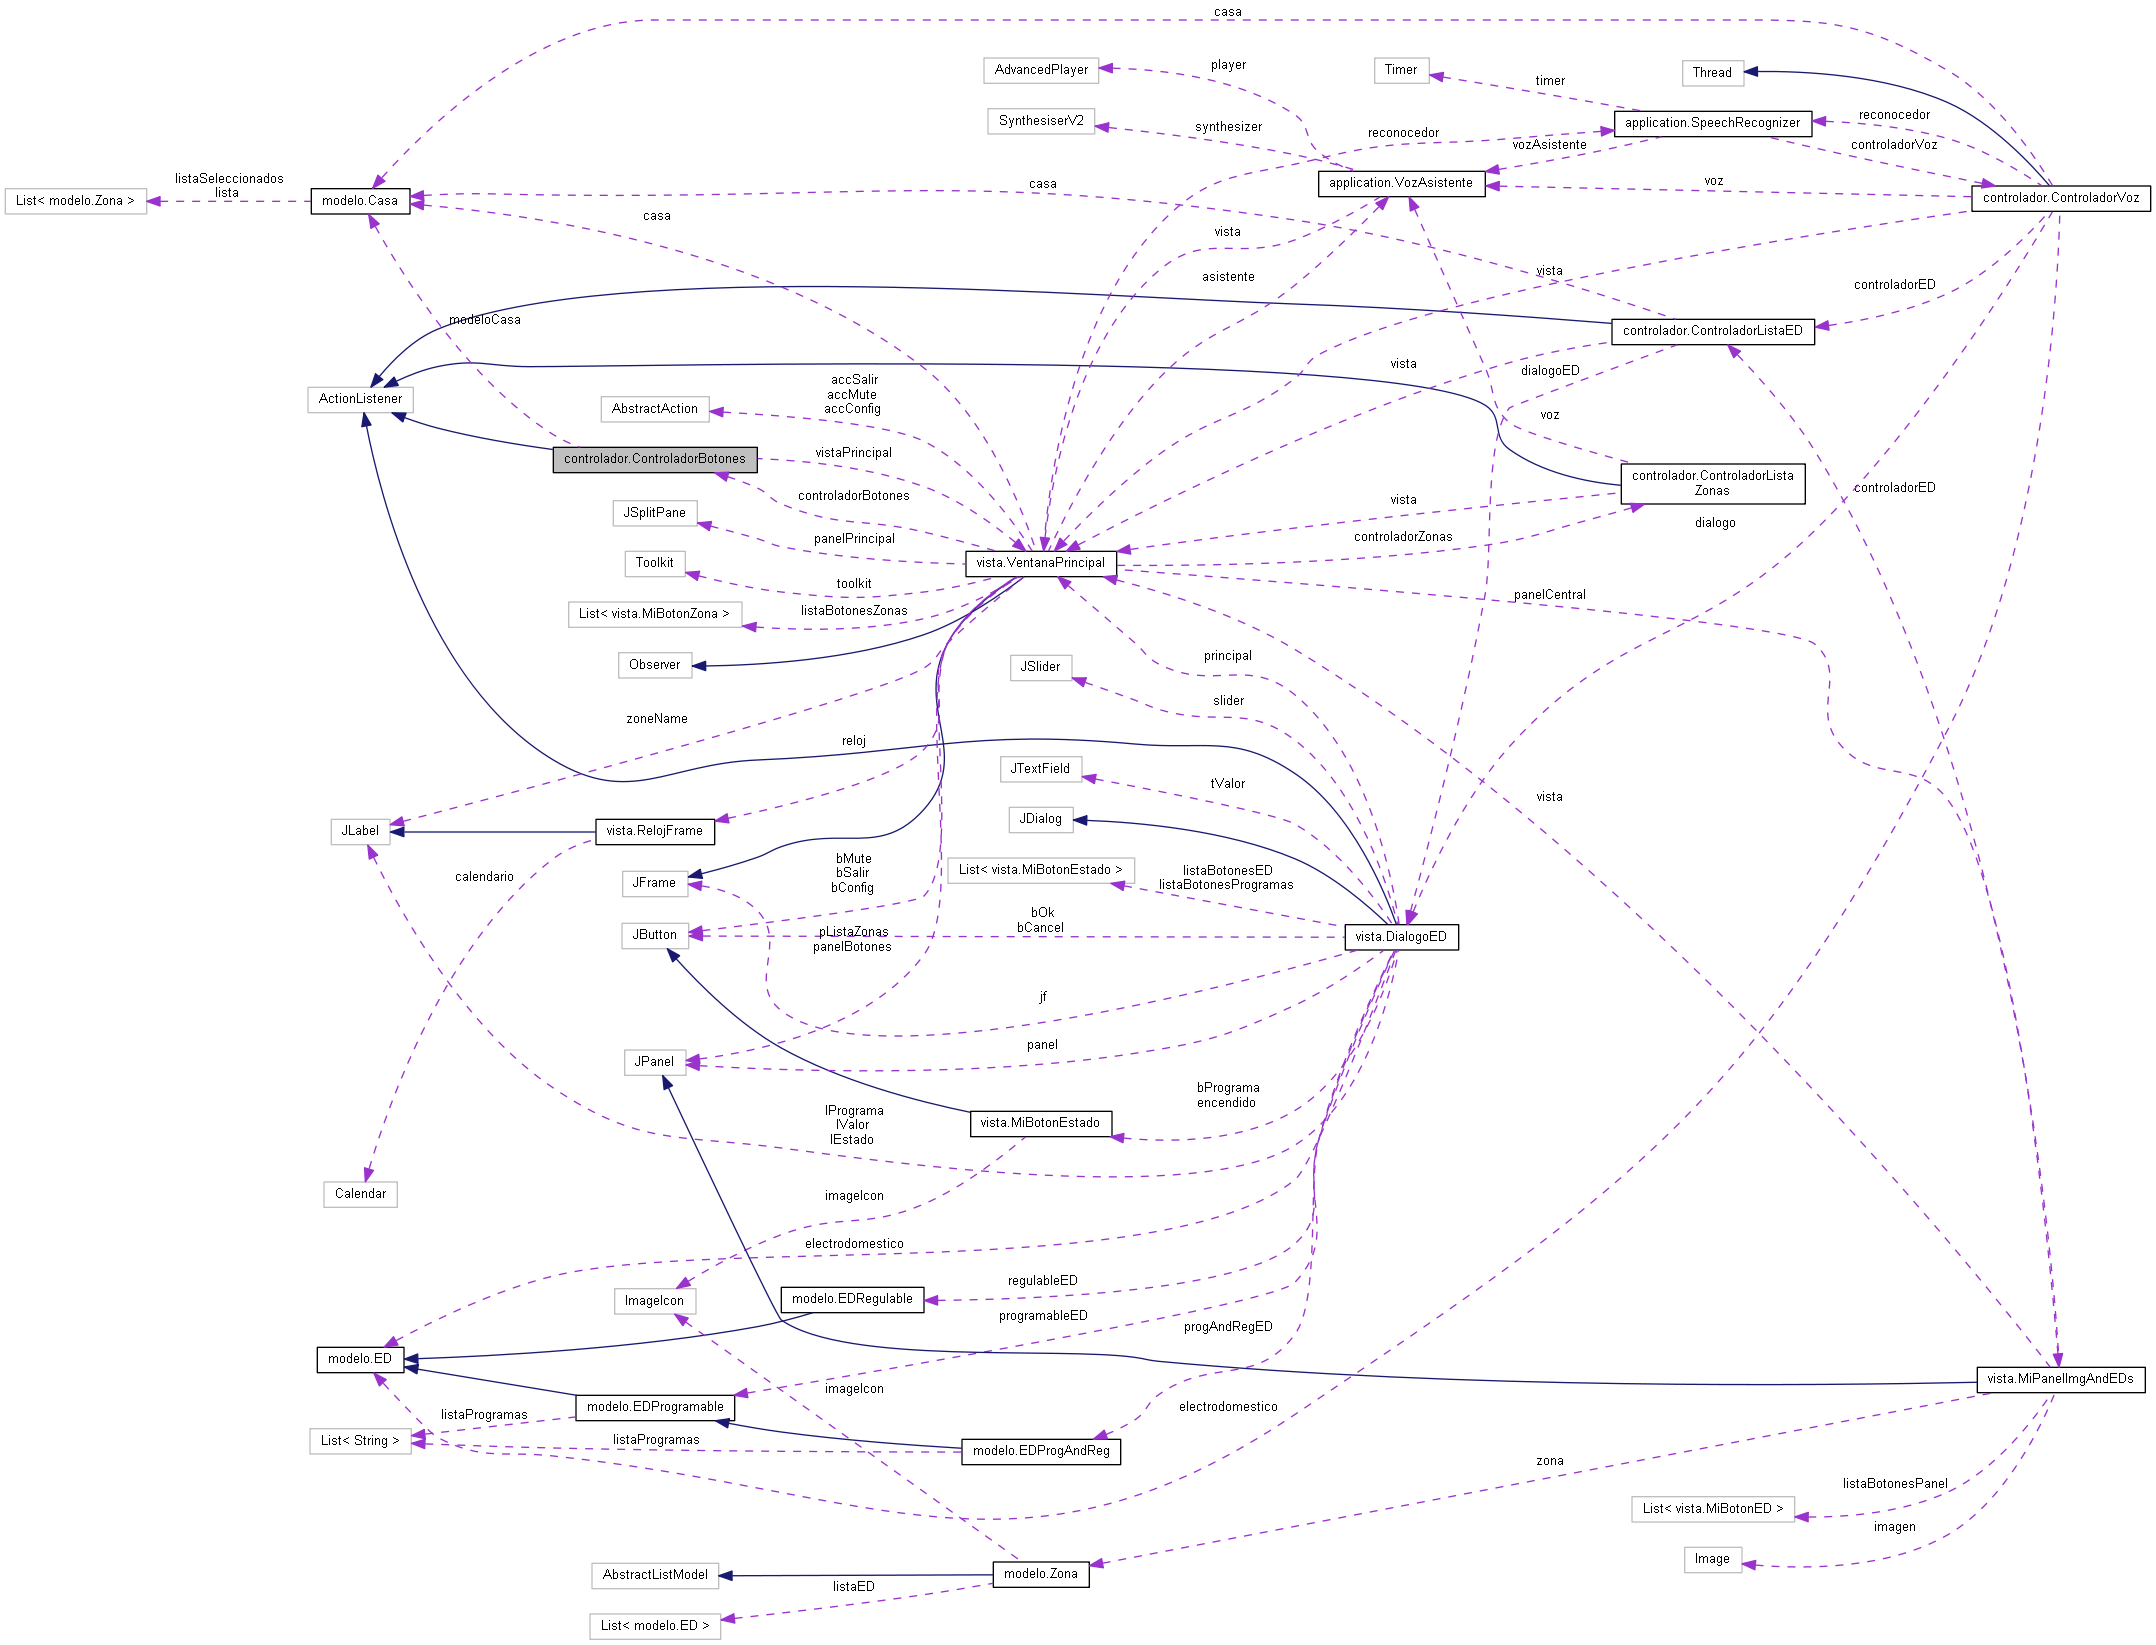 casa
AdvancedPlayer
player
Timer
timer
Thread
SynthesiserV2
synthesizer
reconocedor
application.SpeechRecognizer
reconocedor
vozAsistente
controladorVoz
List< modelo.Zona >
listaSeleccionados
lista
modelo.Casa
casa
application.VozAsistente
voz
controlador.ControladorVoz
casa
vista
asistente
vista
controladorED
modeloCasa
controlador.ControladorListaED
ActionListener
AbstractAction
accSalir
accMute
accConfig
vista
dialogoED
voz
controlador.ControladorBotones
vistaPrincipal
controlador.ControladorLista
Zonas
controladorED
controladorBotones
vista
JSplitPane
panelPrincipal
controladorZonas
dialogo
Toolkit
toolkit
vista.VentanaPrincipal
List< vista.MiBotonZona >
listaBotonesZonas
panelCentral
Observer
JSlider
principal
slider
zoneName
reloj
JTextField
tValor
vista
JLabel
vista.RelojFrame
JDialog
calendario
JFrame
bMute
bSalir
bConfig
List< vista.MiBotonEstado >
listaBotonesED
listaBotonesProgramas
JButton
pListaZonas
panelBotones
bOk
bCancel
vista.DialogoED
jf
JPanel
panel
lPrograma
lValor
lEstado
vista.MiBotonEstado
bPrograma
encendido
Calendar
imageIcon
electrodomestico
ImageIcon
modelo.EDRegulable
regulableED
programableED
progAndRegED
modelo.ED
imageIcon
vista.MiPanelImgAndEDs
modelo.EDProgramable
listaProgramas
electrodomestico
List< String >
listaProgramas
modelo.EDProgAndReg
zona
listaBotonesPanel
List< vista.MiBotonED >
imagen
Image
AbstractListModel
listaED
modelo.Zona
List< modelo.ED >